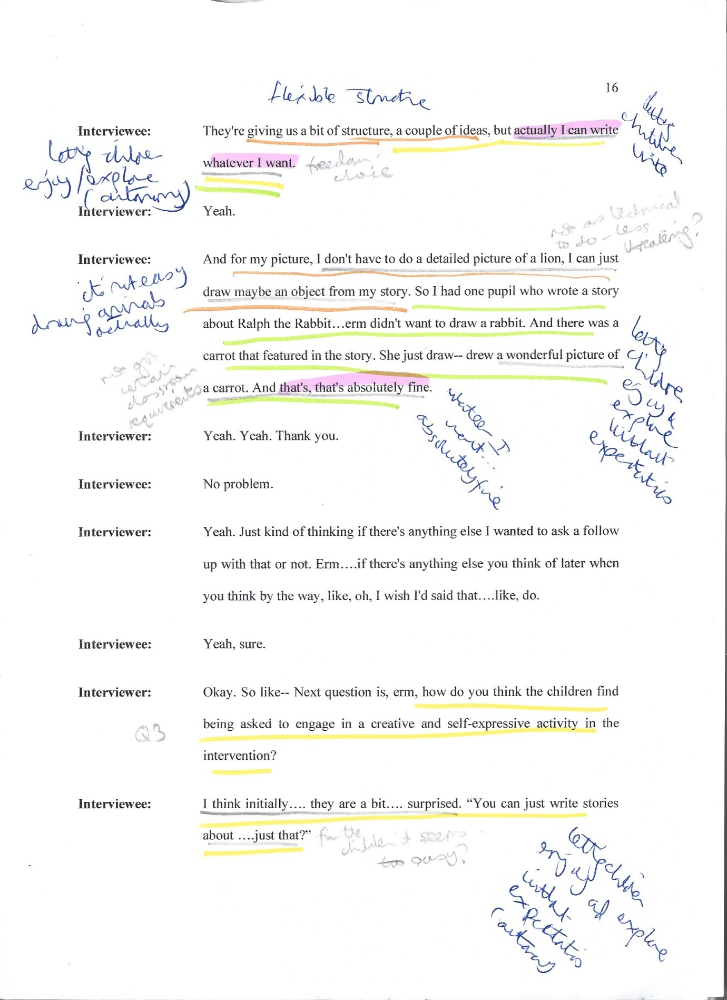 16
flexible structure
Interviewee: They're giving us a bit of structure, a couple of ideas, but actually I can write
whatever I want.
freedom,
choice
letting
children
write
letting children
enjoy/explore
(autonomy)
Interviewer: Yeah.
not as technical
to do - less
threatening?
Interviewee: And for my picture, I don't have to do a detailed picture of a lion, I can just
draw maybe an object from my story. So I had one pupil who wrote a story
about Ralph the Rabbit…erm didn't want to draw a rabbit. And there was a
carrot that featured in the story. She just draw-- drew a wonderful picture of
a carrot. And that's, that's absolutely fine.
it's not easy
drawing animals
actually
not got
certain
classroom
requirements
letting
children
enjoy &
explore
without
expectations
whatever I
want...
absolutely fine
Interviewer: Yeah. Yeah. Thank you.
Interviewee: No problem.
Interviewer: Yeah. Just kind of thinking if there's anything else I wanted to ask a follow
up with that or not. Erm….if there's anything else you think of later when
you think by the way, like, oh, I wish I'd said that….like, do.
Interviewee: Yeah, sure.
Interviewer: Okay. So like-- Next question is, erm, how do you think the children find
being asked to engage in a creative and self-expressive activity in the
intervention?
Q3
Interviewee: I think initially…. they are a bit…. surprised. “You can just write stories
about ….just that?”
for the
children it seems
too easy?
letting children
enjoy and explore
without
expectations
(autonomy